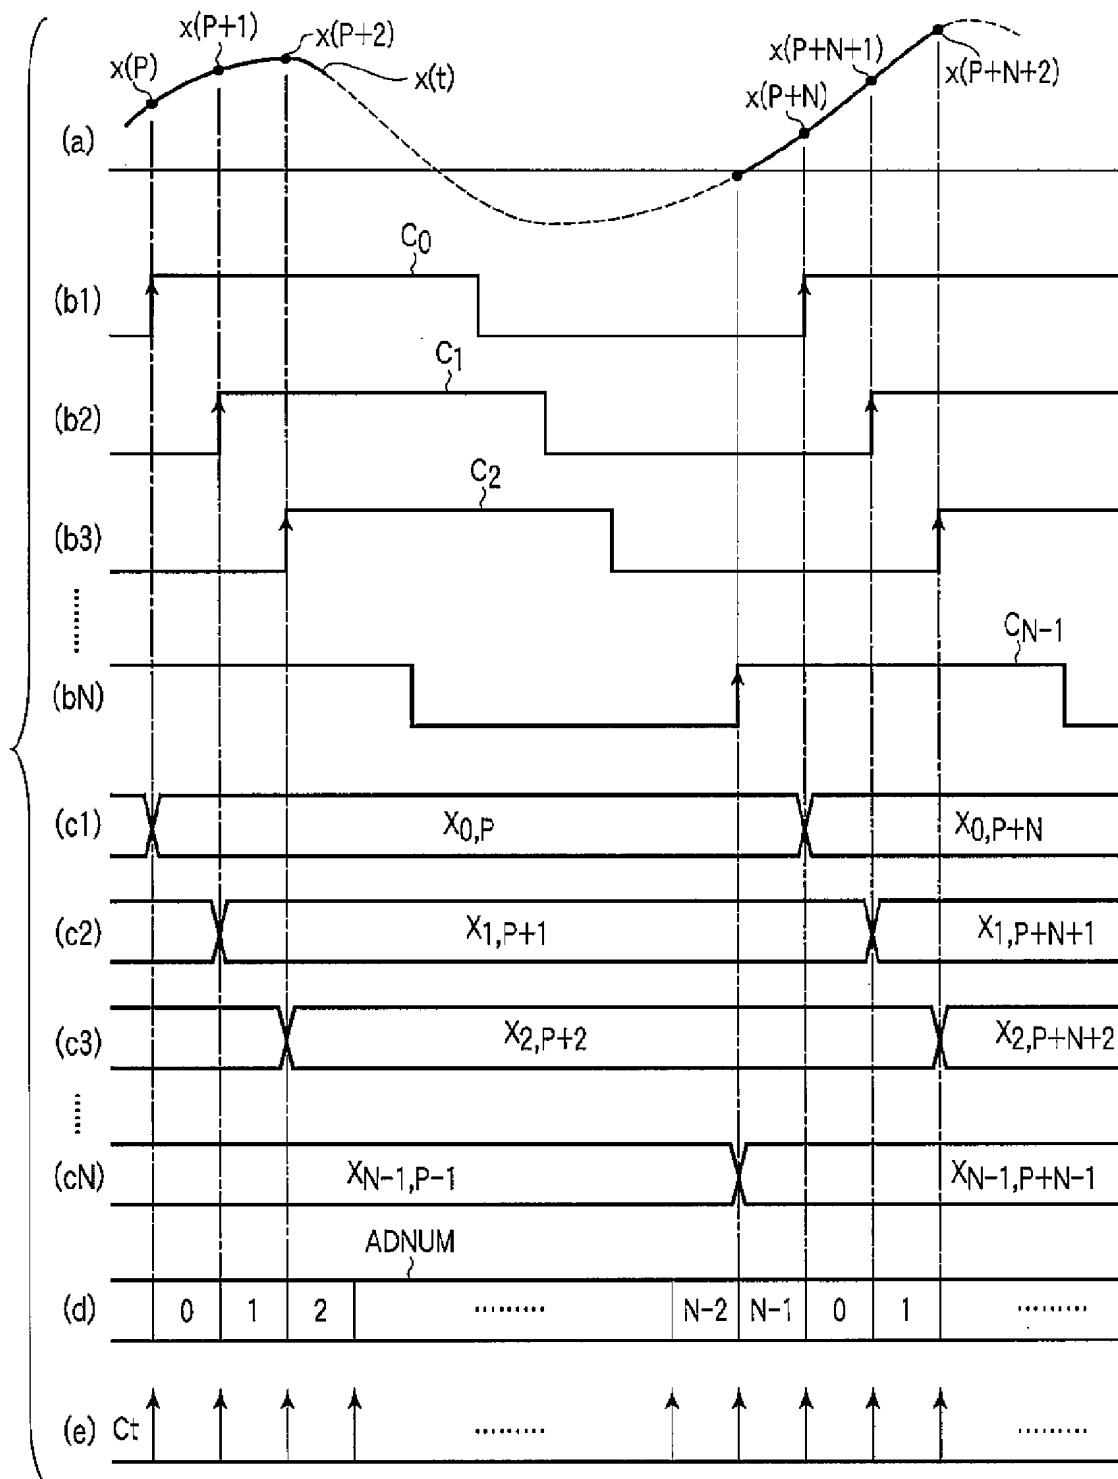 x(P)
x(P+1)
x(P+2)
x(t)
x(P+N)
x(P+N+1)
x(P+N+2)
(a)
C0
(b1)
C1
(b2)
C2
(b3)
........
CN-1
(bN)
(c1) X0,P X0,P+N
(c2) X1,P+1 X1,P+N+1
(c3) X2,P+2 X2,P+N+2
......
(cN) XN-1,P-1 XN-1,P+N-1
ADNUM
(d) 0 1 2 ......... N-2 N-1 0 1 .........
(e) Ct ......... .........